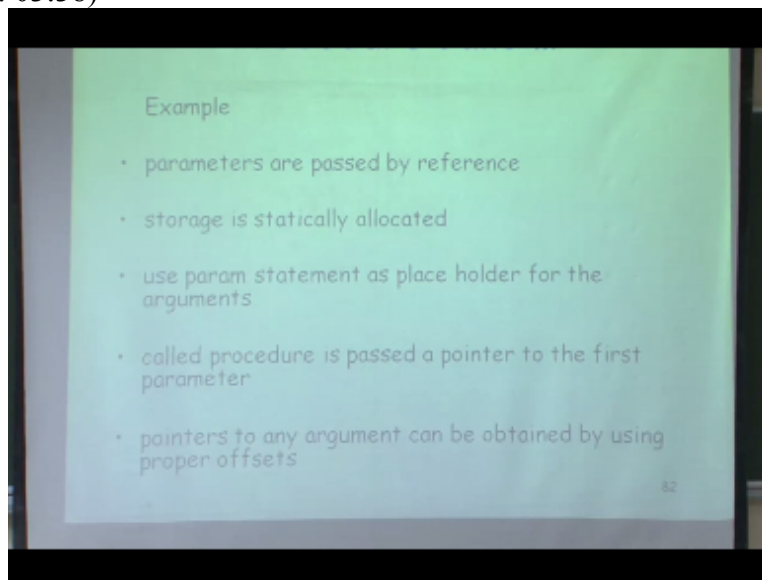 Example
• parameters are passed by reference
• storage is statically allocated
• use param statement as place holder for the
arguments
• called procedure is passed a pointer to the first
parameter
• pointers to any argument can be obtained by using
proper offsets
82